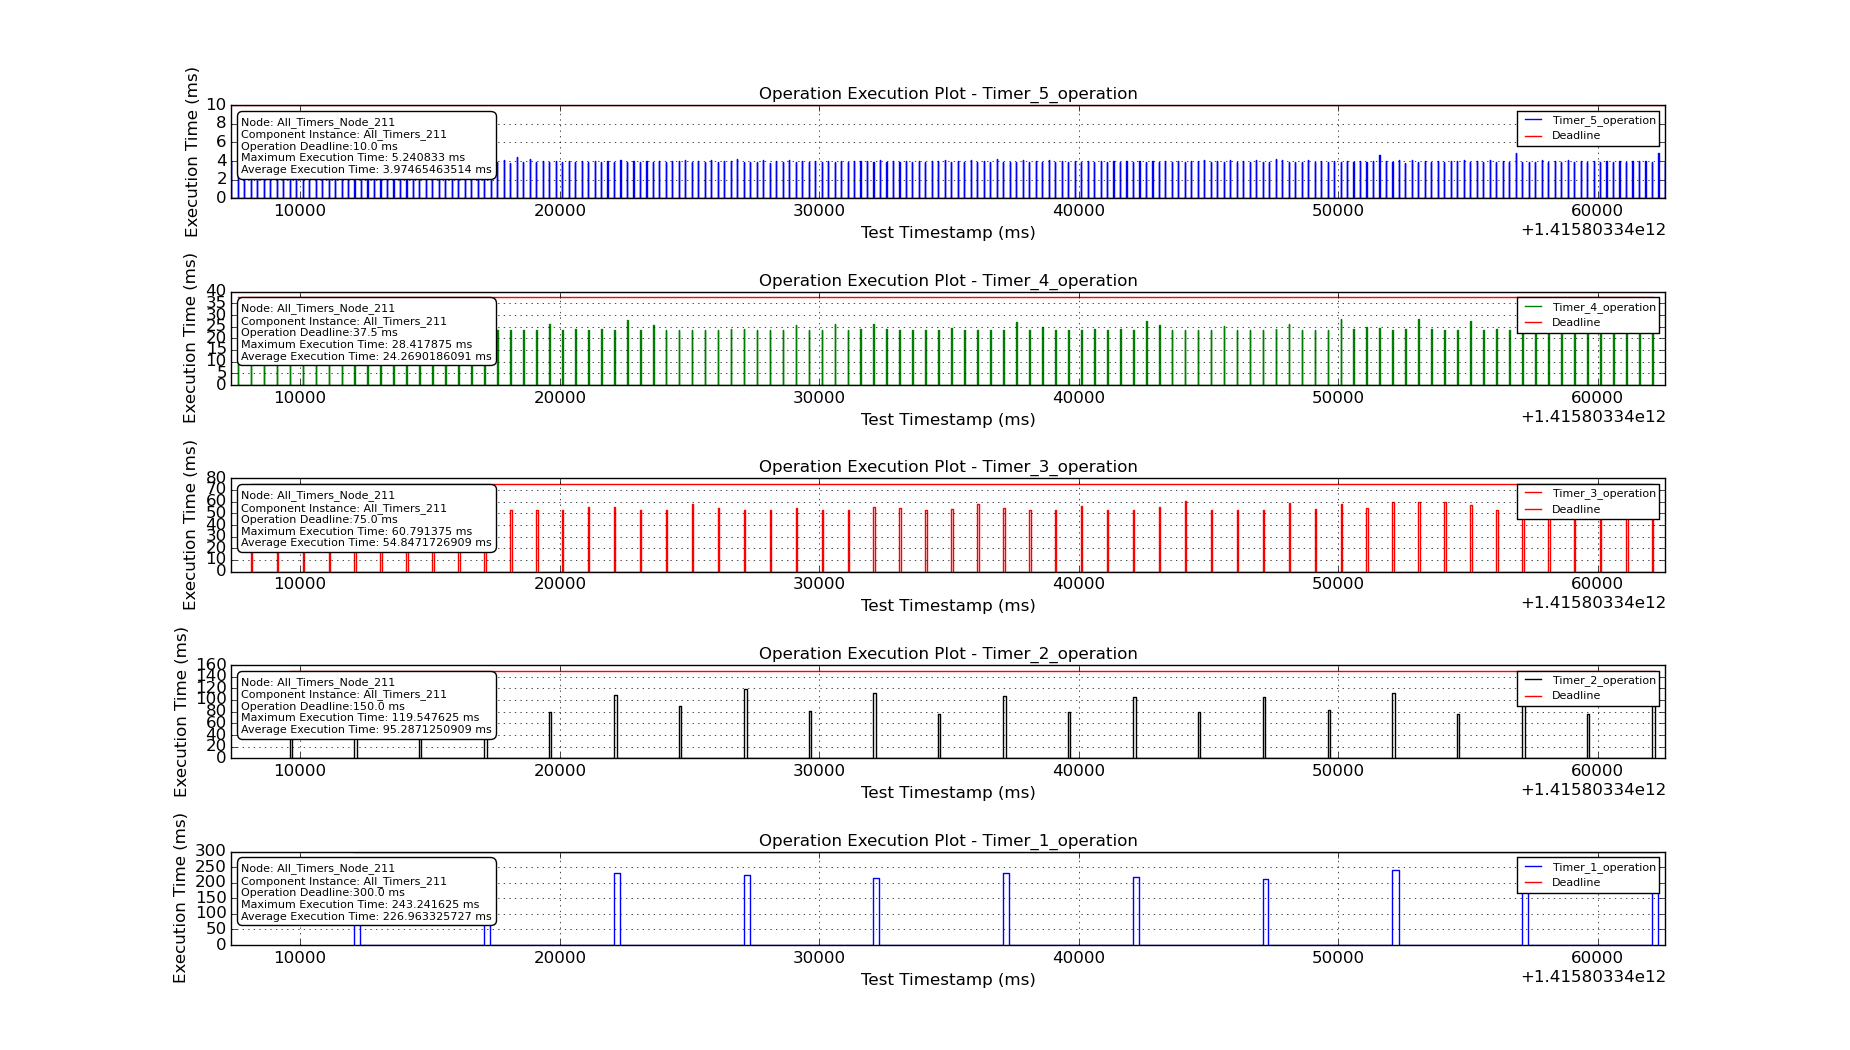 Operation Execution Plot - Timer_5_operation
Execution Time (ms)
10
8
6
4
2
0
Node: All_Timers_Node_211
Component Instance: All_Timers_211
Operation Deadline:10.0 ms
Maximum Execution Time: 5.240833 ms
Average Execution Time: 3.97465463514 ms
Timer_5_operation
Deadline
10000 20000 30000 40000 50000 60000
+1.41580334e12
Test Timestamp (ms)
Operation Execution Plot - Timer_4_operation
Execution Time (ms)
40
35
30
25
20
15
10
5
0
Node: All_Timers_Node_211
Component Instance: All_Timers_211
Operation Deadline:37.5 ms
Maximum Execution Time: 28.417875 ms
Average Execution Time: 24.2690186091 ms
Timer_4_operation
Deadline
10000 20000 30000 40000 50000 60000
+1.41580334e12
Test Timestamp (ms)
Operation Execution Plot - Timer_3_operation
Execution Time (ms)
80
70
60
50
40
30
20
10
0
Node: All_Timers_Node_211
Component Instance: All_Timers_211
Operation Deadline:75.0 ms
Maximum Execution Time: 60.791375 ms
Average Execution Time: 54.8471726909 ms
Timer_3_operation
Deadline
10000 20000 30000 40000 50000 60000
+1.41580334e12
Test Timestamp (ms)
Operation Execution Plot - Timer_2_operation
Execution Time (ms)
160
140
120
100
80
60
40
20
0
Node: All_Timers_Node_211
Component Instance: All_Timers_211
Operation Deadline:150.0 ms
Maximum Execution Time: 119.547625 ms
Average Execution Time: 95.2871250909 ms
Timer_2_operation
Deadline
10000 20000 30000 40000 50000 60000
+1.41580334e12
Test Timestamp (ms)
Operation Execution Plot - Timer_1_operation
Execution Time (ms)
300
250
200
150
100
50
0
Node: All_Timers_Node_211
Component Instance: All_Timers_211
Operation Deadline:300.0 ms
Maximum Execution Time: 243.241625 ms
Average Execution Time: 226.963325727 ms
Timer_1_operation
Deadline
10000 20000 30000 40000 50000 60000
+1.41580334e12
Test Timestamp (ms)